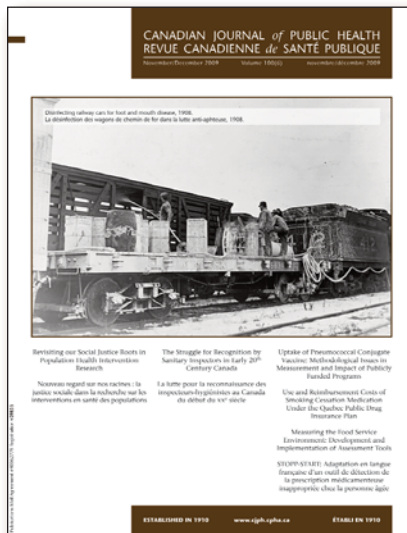 CANADIAN JOURNAL of PUBLIC HEALTH
REVUE CANADIENNE de SANTÉ PUBLIQUE
November/December 2009 Volume 100(6) novembre/décembre 2009
Disinfecting railway cars for foot and mouth disease, 1908.
La désinfection des wagons de chemin de fer dans la lutte anti-aphteuse, 1908.
Revisiting our Social Justice Roots in
Population Health Intervention
Research
Nouveau regard sur nos racines : la
justice sociale dans la recherche sur les
interventions en santé des populations
The Struggle for Recognition by
Sanitary Inspectors in Early 20th
Century Canada
La lutte pour la reconnaissance des
inspecteurs-hygiénistes au Canada
du début du XXe siècle
Uptake of Pneumococcal Conjugate
Vaccine: Methodological Issues in
Measurement and Impact of Publicly
Funded Programs
Use and Reimbursement Costs of
Smoking Cessation Medication
Under the Quebec Public Drug
Insurance Plan
Measuring the Food Service
Environment: Development and
Implementation of Assessment Tools
STOPP-START: Adaptation en langue
française d'un outil de détection de
la prescription médicamenteuse
inappropriée chez la personne âgée
ESTABLISHED IN 1910 www.cjph.cpha.ca ÉTABLI EN 1910